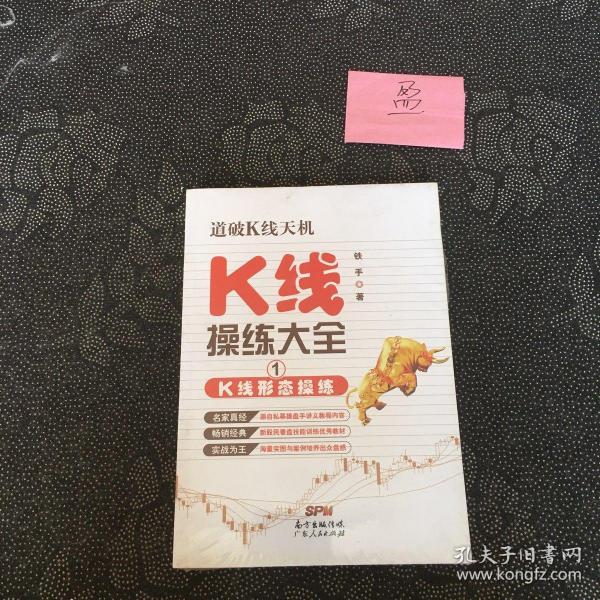 盈
道破K线天机
铁手 著
K线
操练大全
①
K线形态操练
名家真经 源自私募操盘手讲义教程内容
畅销经典 新股民看盘技能训练优秀教材
实战为王 海量实图与案例培养出众盘感
SPM
南方出版传媒
广东人民出版社
孔夫子旧书网
www.kongfz.com